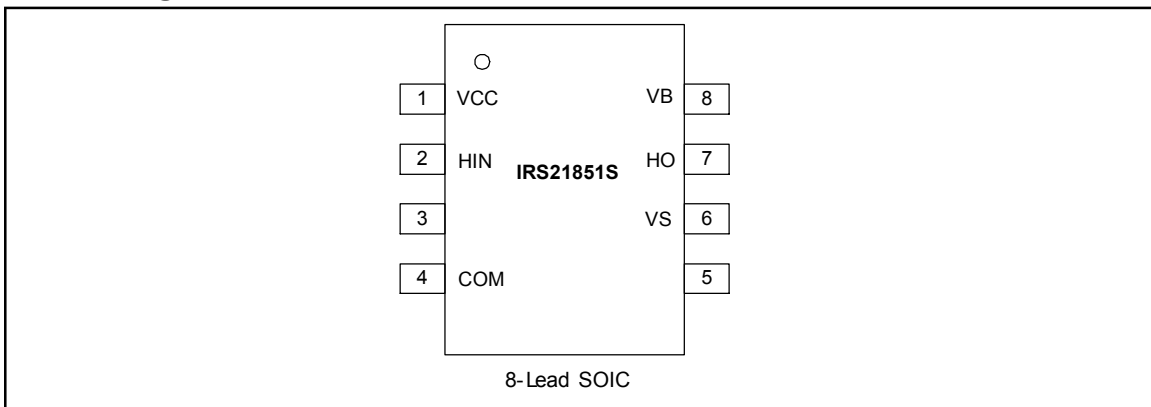 1 VCC VB 8
2 HIN IRS21851S HO 7
3 VS 6
4 COM 5
8-Lead SOIC